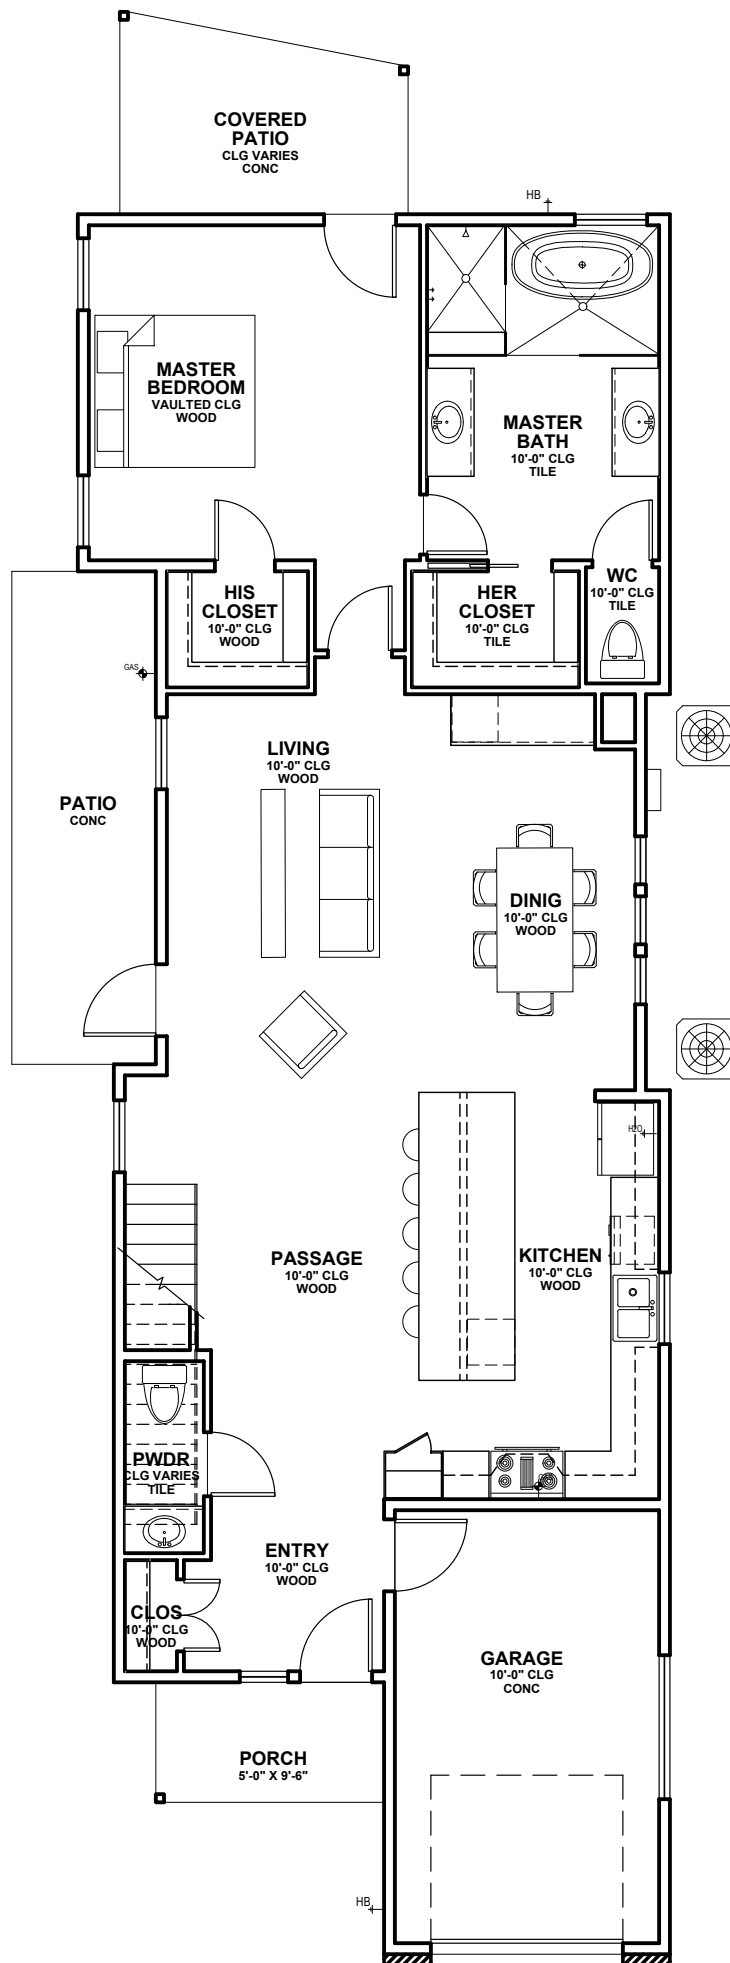 COVERED
PATIO
CLG VARIES
CONC
HB
MASTER
BEDROOM
VAULTED CLG
WOOD
MASTER
BATH
10'-0" CLG
TILE
HIS
CLOSET
10'-0" CLG
WOOD
HER
CLOSET
10'-0" CLG
TILE
WC
10'-0" CLG
TILE
GAS
LIVING
10'-0" CLG
WOOD
PATIO
CONC
DINIG
10'-0" CLG
WOOD
H2O
PASSAGE
10'-0" CLG
WOOD
KITCHEN
10'-0" CLG
WOOD
PWDR
CLG VARIES
TILE
ENTRY
10'-0" CLG
WOOD
CLOS
10'-0" CLG
WOOD
GARAGE
10'-0" CLG
CONC
PORCH
5'-0" X 9'-6"
HB